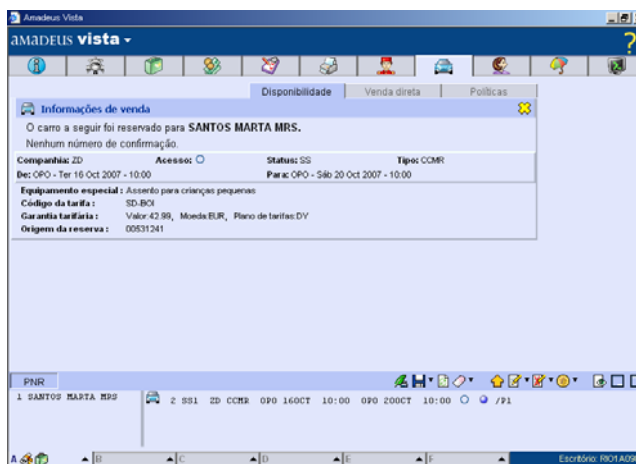 Amadeus Vista
amadeus vista
?
Disponibilidade Venda direta Políticas
Informações de venda
O carro a seguir foi reservado para SANTOS MARTA MRS.
Nenhum número de confirmação.
Companhia: ZD Acesso: Status: SS Tipo: CCMR
De: OPO - Ter 16 Oct 2007 - 10:00 Para: OPO - Sáb 20 Oct 2007 - 10:00
Equipamento especial : Assento para crianças pequenas
Código da tarifa : SD-BOI
Garantia tarifária : Valor:42.99, Moeda:EUR, Plano de tarifas:DY
Origem da reserva : 00531241
PNR
1 SANTOS MARTA MRS 2 SS1 ZD CCMR OPO 16OCT 10:00 OPO 20OCT 10:00 /P1
A B C D E F Escritório: RIO1A09